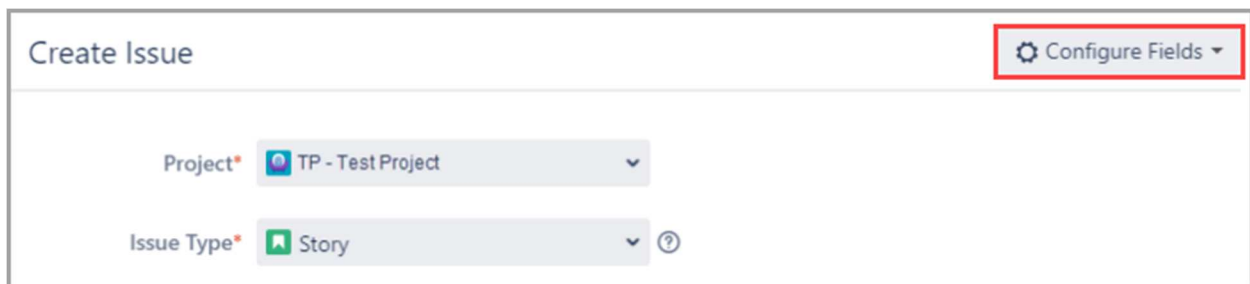 Create Issue
Configure Fields
Project*
TP - Test Project
Issue Type*
Story
?